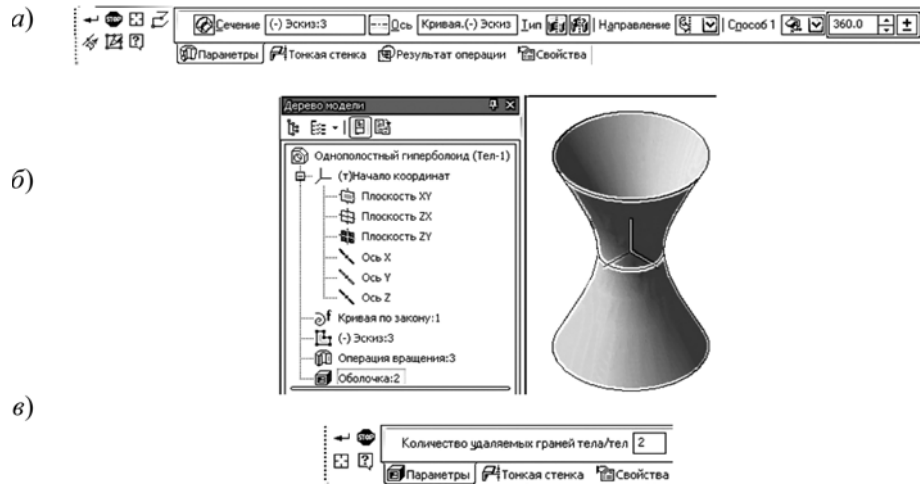 а)
Сечение (-) Эскиз:3 Ось Кривая.(-) Эскиз Тип Направление Способ 1 360.0
Параметры Тонкая стенка Результат операции Свойства
б)
Дерево модели
Однополостный гиперболоид (Тел-1)
(т)Начало координат
Плоскость XY
Плоскость ZX
Плоскость ZY
Ось X
Ось Y
Ось Z
Кривая по закону:1
(-) Эскиз:3
Операция вращения:3
Оболочка:2
в)
STOP Количество удаляемых граней тела/тел 2
Параметры Тонкая стенка Свойства